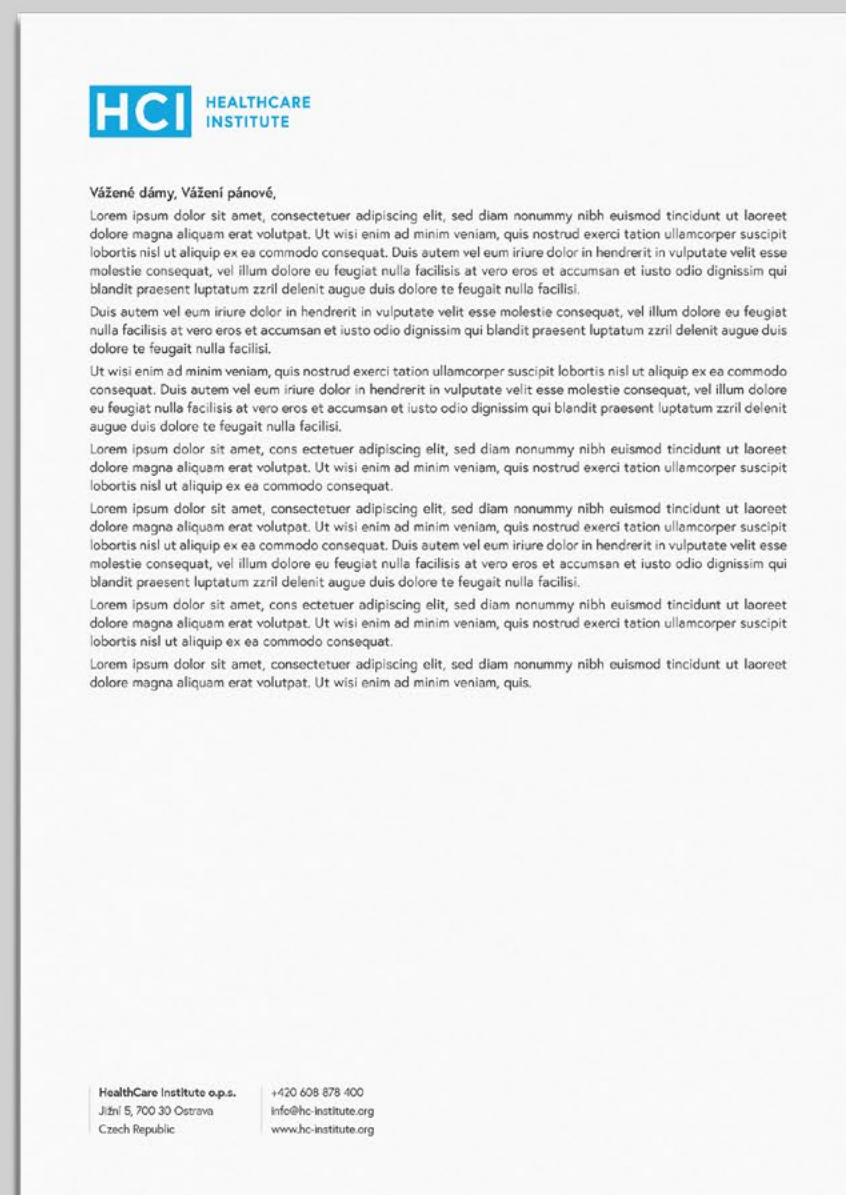 HCI HEALTHCARE
INSTITUTE
Vážené dámy, Vážení pánové,
Lorem ipsum dolor sit amet, consectetuer adipiscing elit, sed diam nonummy nibh euismod tincidunt ut laoreet
dolore magna aliquam erat volutpat. Ut wisi enim ad minim veniam, quis nostrud exerci tation ullamcorper suscipit
lobortis nisl ut aliquip ex ea commodo consequat. Duis autem vel eum iriure dolor in hendrerit in vulputate velit esse
molestie consequat, vel illum dolore eu feugiat nulla facilisis at vero eros et accumsan et iusto odio dignissim qui
blandit praesent luptatum zzril delenit augue duis dolore te feugait nulla facilisi.
Duis autem vel eum iriure dolor in hendrerit in vulputate velit esse molestie consequat, vel illum dolore eu feugiat
nulla facilisis at vero eros et accumsan et iusto odio dignissim qui blandit praesent luptatum zzril delenit augue duis
dolore te feugait nulla facilisi.
Ut wisi enim ad minim veniam, quis nostrud exerci tation ullamcorper suscipit lobortis nisl ut aliquip ex ea commodo
consequat. Duis autem vel eum iriure dolor in hendrerit in vulputate velit esse molestie consequat, vel illum dolore
eu feugiat nulla facilisis at vero eros et accumsan et iusto odio dignissim qui blandit praesent luptatum zzril delenit
augue duis dolore te feugait nulla facilisi.
Lorem ipsum dolor sit amet, cons ectetuer adipiscing elit, sed diam nonummy nibh euismod tincidunt ut laoreet
dolore magna aliquam erat volutpat. Ut wisi enim ad minim veniam, quis nostrud exerci tation ullamcorper suscipit
lobortis nisl ut aliquip ex ea commodo consequat.
Lorem ipsum dolor sit amet, consectetuer adipiscing elit, sed diam nonummy nibh euismod tincidunt ut laoreet
dolore magna aliquam erat volutpat. Ut wisi enim ad minim veniam, quis nostrud exerci tation ullamcorper suscipit
lobortis nisl ut aliquip ex ea commodo consequat. Duis autem vel eum iriure dolor in hendrerit in vulputate velit esse
molestie consequat, vel illum dolore eu feugiat nulla facilisis at vero eros et accumsan et iusto odio dignissim qui
blandit praesent luptatum zzril delenit augue duis dolore te feugait nulla facilisi.
Lorem ipsum dolor sit amet, cons ectetuer adipiscing elit, sed diam nonummy nibh euismod tincidunt ut laoreet
dolore magna aliquam erat volutpat. Ut wisi enim ad minim veniam, quis nostrud exerci tation ullamcorper suscipit
lobortis nisl ut aliquip ex ea commodo consequat.
Lorem ipsum dolor sit amet, consectetuer adipiscing elit, sed diam nonummy nibh euismod tincidunt ut laoreet
dolore magna aliquam erat volutpat. Ut wisi enim ad minim veniam, quis.
HealthCare Institute o.p.s.
Jižní 5, 700 30 Ostrava
Czech Republic
+420 608 878 400
info@hc-institute.org
www.hc-institute.org